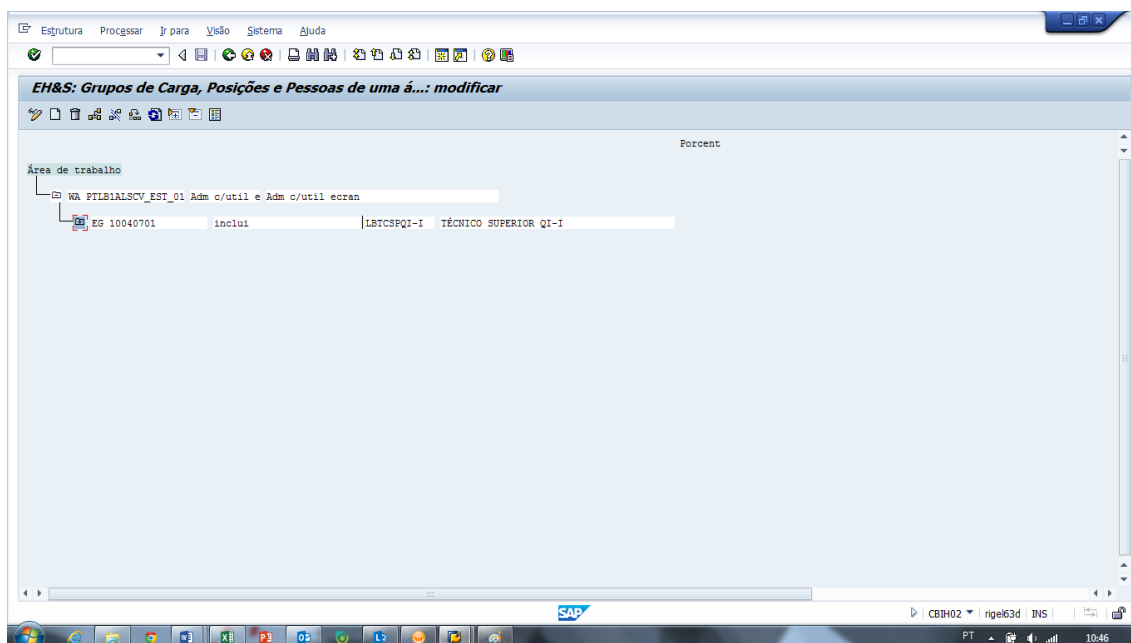 Estrutura Processar Ir para Visão Sistema Ajuda
EH&S: Grupos de Carga, Posições e Pessoas de uma á...: modificar
Porcent
Área de trabalho
WA PTLB1ALSCV_EST_01 Adm c/util e Adm c/util ecran
EG 10040701 inclui LBTCSPQI-I TÉCNICO SUPERIOR QI-I
SAP
CBIH02 rigel63d INS
PT 10:46